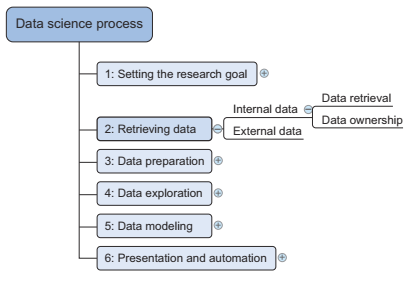 Data science process
1: Setting the research goal
2: Retrieving data
Internal data
Data retrieval
Data ownership
External data
3: Data preparation
4: Data exploration
5: Data modeling
6: Presentation and automation